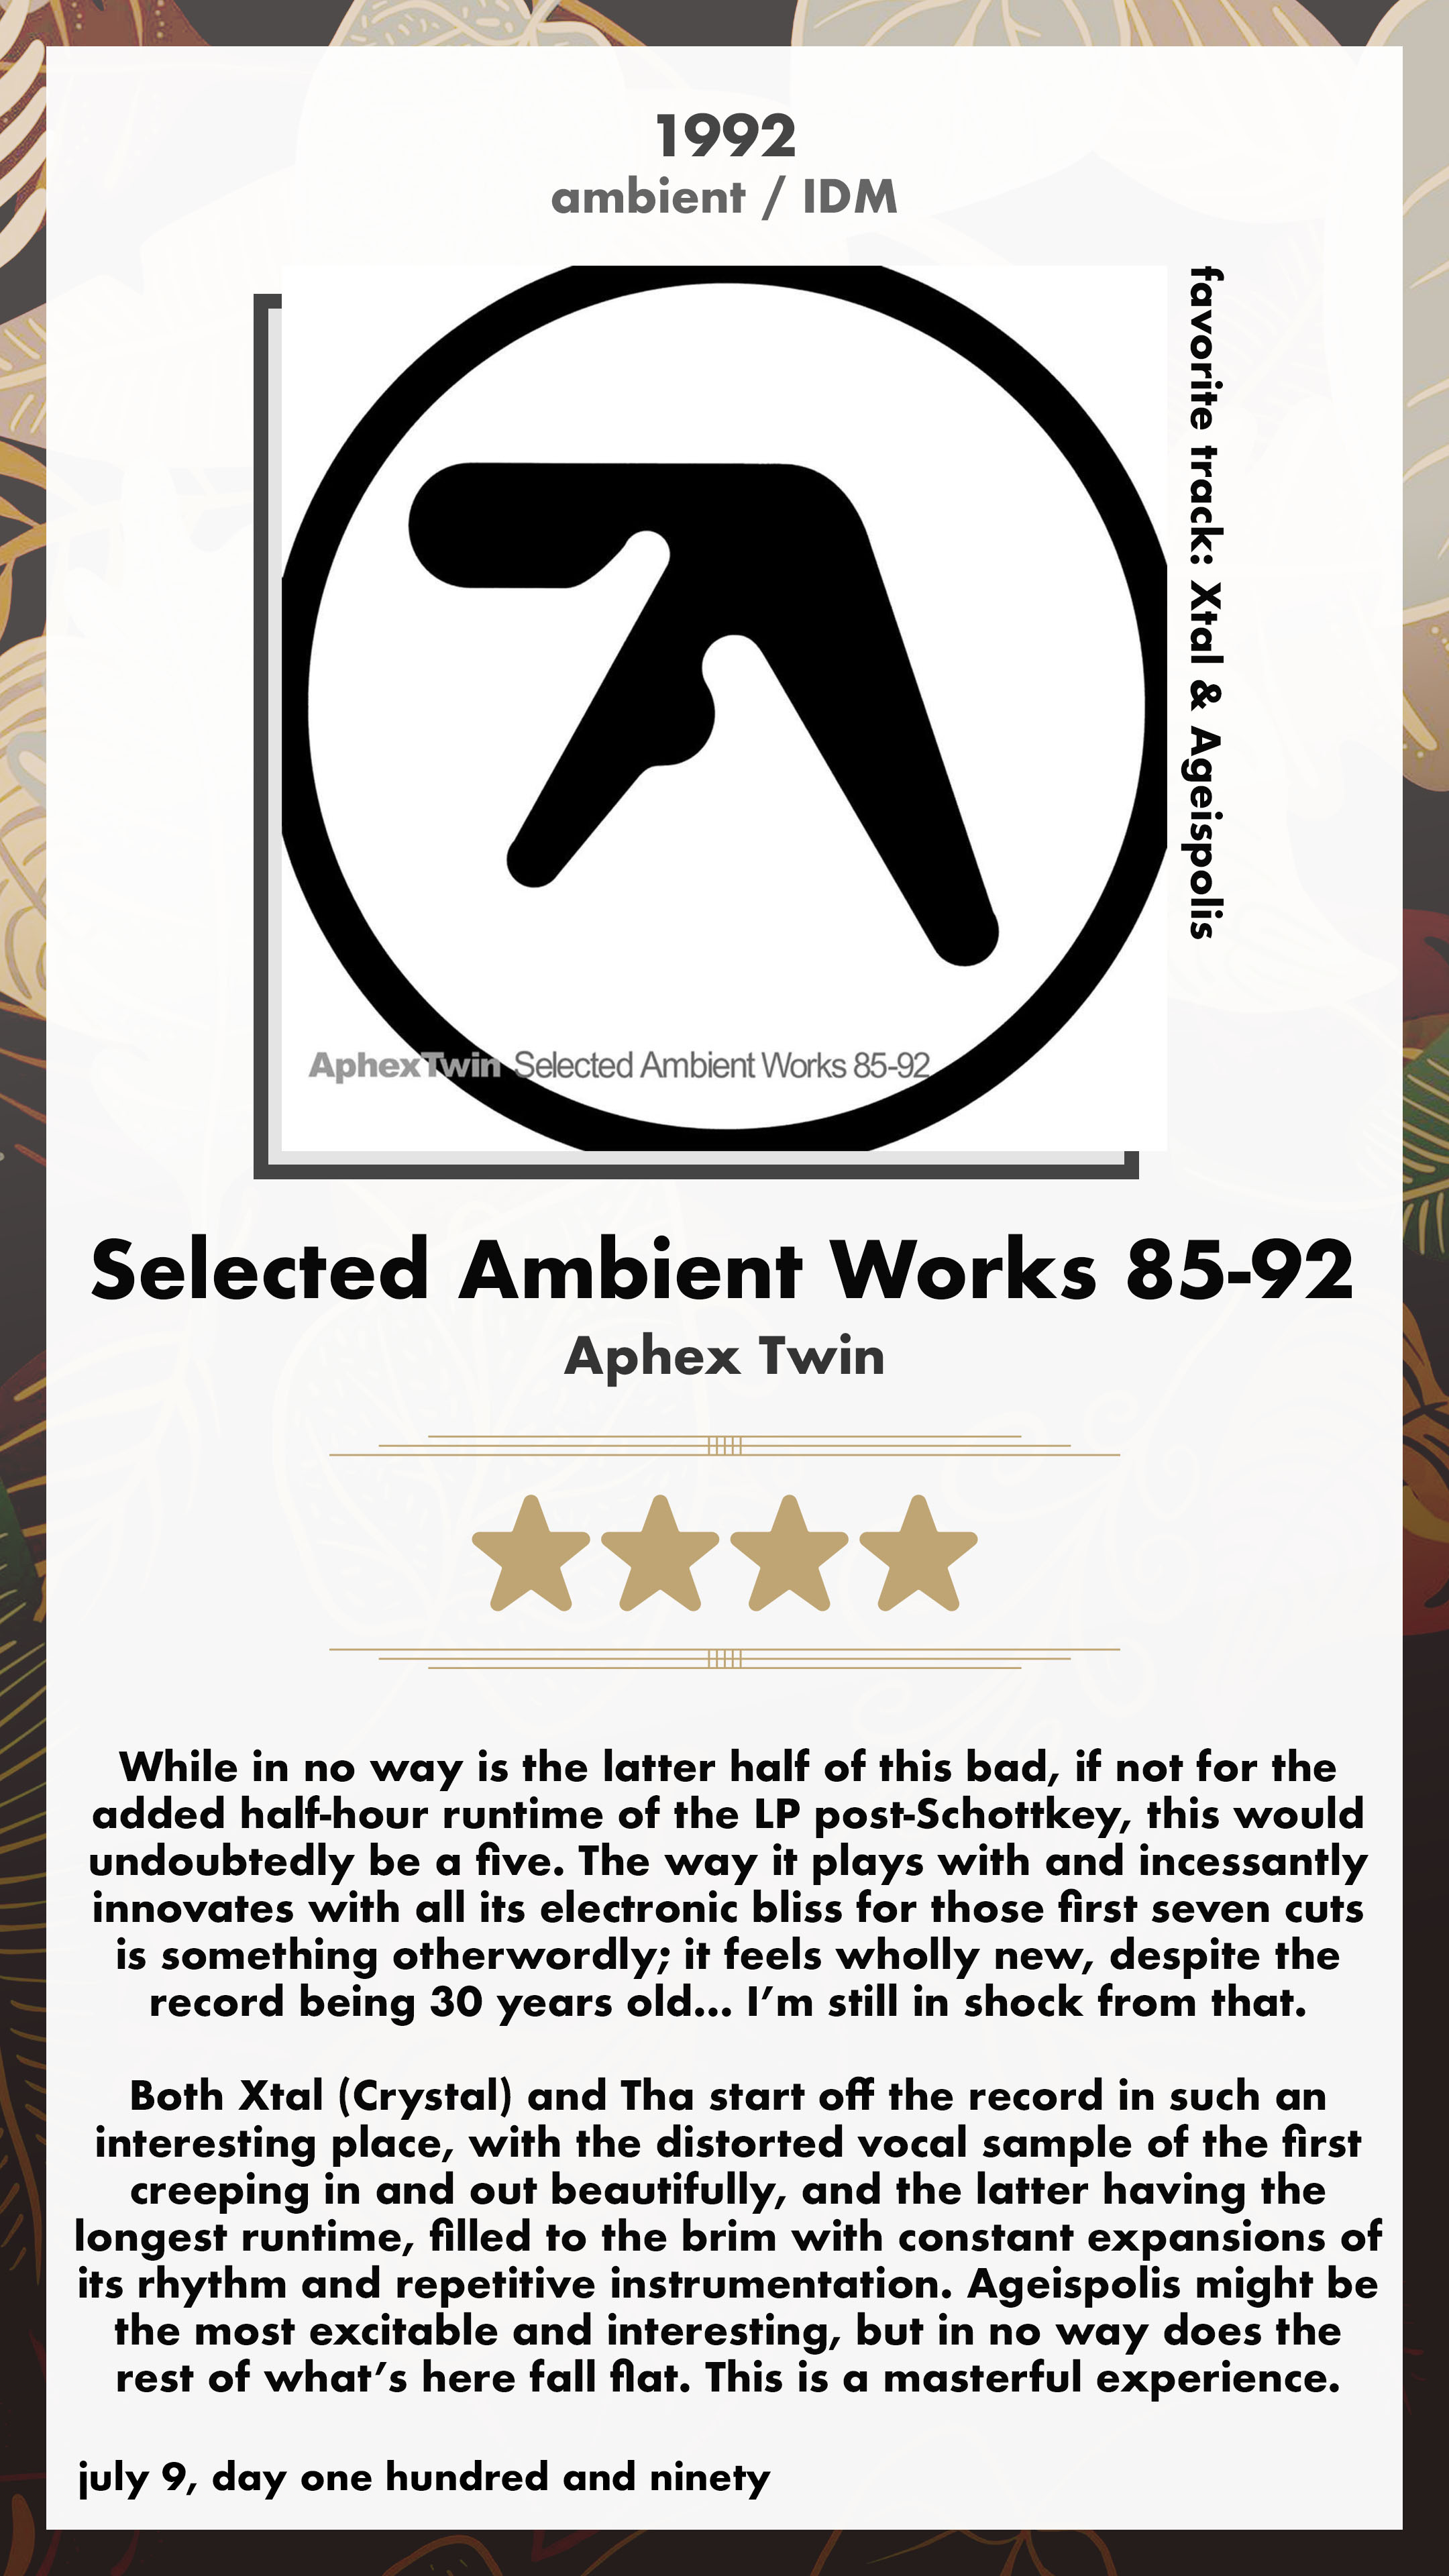 1992
ambient / IDM
favorite track: Xtal & Ageispolis
AphexTwin Selected Ambient Works 85-92
Selected Ambient Works 85-92
Aphex Twin
While in no way is the latter half of this bad, if not for the
added half-hour runtime of the LP post-Schottkey, this would
undoubtedly be a five. The way it plays with and incessantly
innovates with all its electronic bliss for those first seven cuts
is something otherwordly; it feels wholly new, despite the
record being 30 years old... I’m still in shock from that.
Both Xtal (Crystal) and Tha start off the record in such an
interesting place, with the distorted vocal sample of the first
creeping in and out beautifully, and the latter having the
longest runtime, filled to the brim with constant expansions of
its rhythm and repetitive instrumentation. Ageispolis might be
the most excitable and interesting, but in no way does the
rest of what’s here fall flat. This is a masterful experience.
july 9, day one hundred and ninety